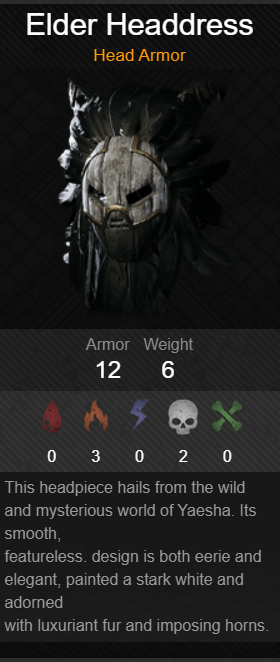 Elder Headdress
Head Armor
Armor Weight
12 6
0 3 0 2 0
This headpiece hails from the wild
and mysterious world of Yaesha. Its
smooth,
featureless. design is both eerie and
elegant, painted a stark white and
adorned
with luxuriant fur and imposing horns.